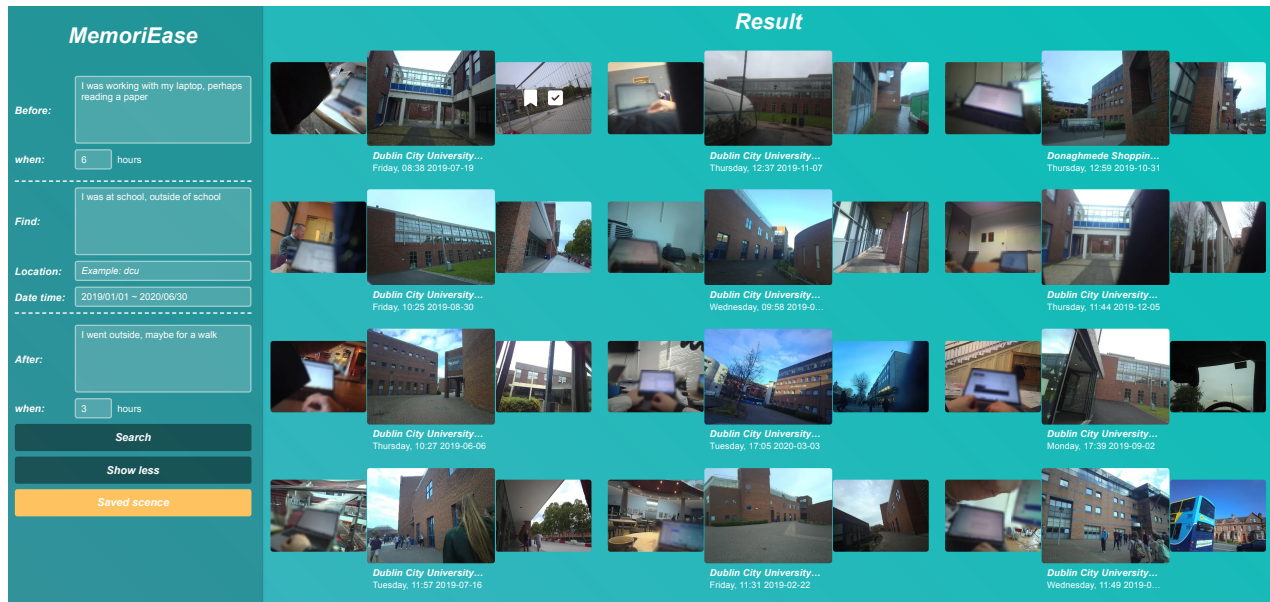 MemoriEase
Before:
I was working with my laptop, perhaps
reading a paper
when:
6 hours
Find:
I was at school, outside of school
Location:
Example: dcu
Date time:
2019/01/01 ~ 2020/06/30
After:
I went outside, maybe for a walk
when:
3 hours
Search
Show less
Saved scence
Result
Dublin City University...
Friday, 08:38 2019-07-19
Dublin City University...
Thursday, 12:37 2019-11-07
Donaghmede Shoppin...
Thursday, 12:59 2019-10-31
Dublin City University...
Friday, 10:25 2019-08-30
Dublin City University...
Wednesday, 09:58 2019-0...
Dublin City University...
Thursday, 11:44 2019-12-05
Dublin City University...
Thursday, 10:27 2019-06-06
Dublin City University...
Tuesday, 17:05 2020-03-03
Dublin City University...
Monday, 17:39 2019-09-02
Dublin City University...
Tuesday, 11:57 2019-07-16
Dublin City University...
Friday, 11:31 2019-02-22
Dublin City University...
Wednesday, 11:49 2019-0...